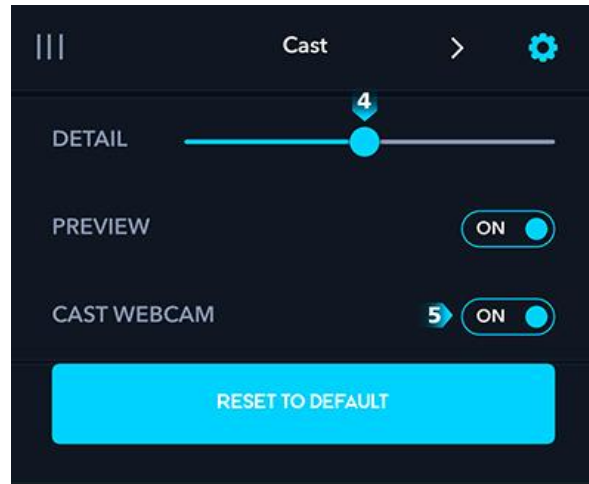 Cast
4
DETAIL
PREVIEW ON
CAST WEBCAM 5 ON
RESET TO DEFAULT